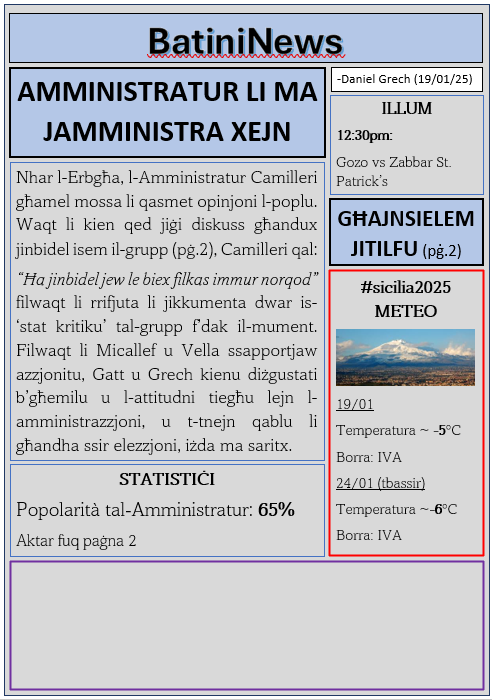 BatiniNews
AMMINISTRATUR LI MA
JAMMINISTRA XEJN
Nhar l-Erbgħa, l-Amministratur Camilleri
għamel mossa li qasmet opinjoni l-poplu.
Waqt li kien qed jiġi diskuss għandux
jinbidel isem il-grupp (pġ.2), Camilleri qal:
“Ħa jinbidel jew le biex filkas immur norqod”
filwaqt li rrifjuta li jikkumenta dwar is-
‘stat kritiku’ tal-grupp f’dak il-mument.
Filwaqt li Micallef u Vella ssapportjaw
azzjonitu, Gatt u Grech kienu diżgustati
b’għemilu u l-attitudni tiegħu lejn l-
amministrazzjoni, u t-tnejn qablu li
għandha ssir elezzjoni, iżda ma saritx.
STATISTIĊI
Popolarità tal-Amministratur: 65%
Aktar fuq paġna 2
-Daniel Grech (19/01/25)
ILLUM
12:30pm:
Gozo vs Zabbar St.
Patrick’s
GĦAJNSIELEM
JITILFU (pġ.2)
#sicilia2025
METEO
19/01
Temperatura ~ -5°C
Borra: IVA
24/01 (tbassir)
Temperatura ~-6°C
Borra: IVA